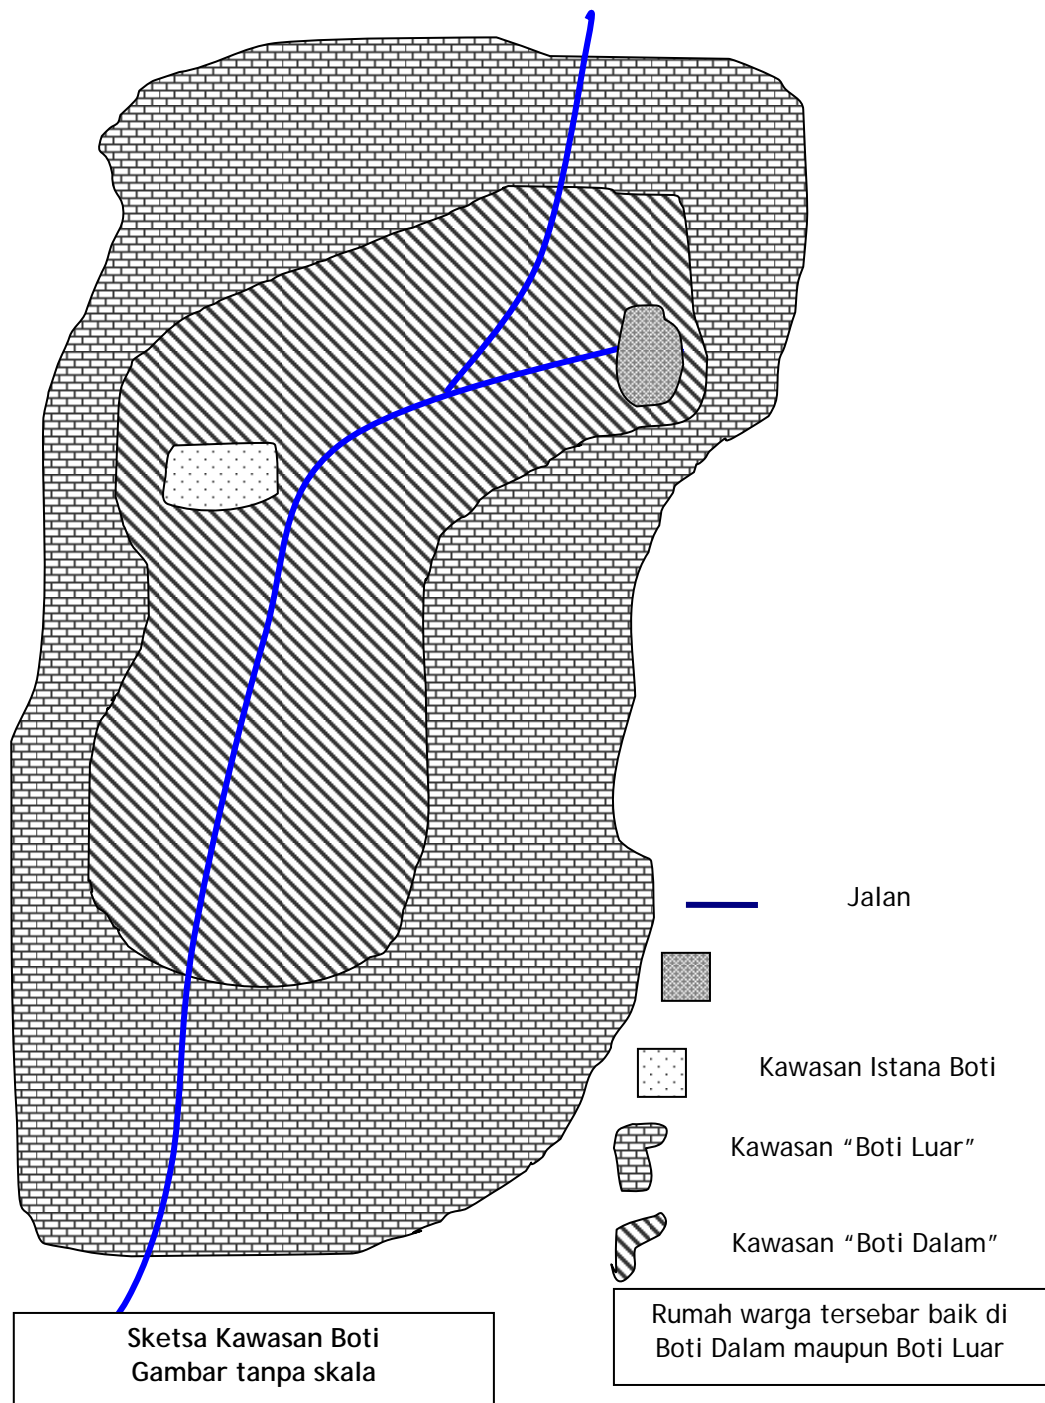 Jalan
Kawasan Istana Boti
Kawasan “Boti Luar”
Kawasan “Boti Dalam”
Rumah warga tersebar baik di
Boti Dalam maupun Boti Luar
Sketsa Kawasan Boti
Gambar tanpa skala